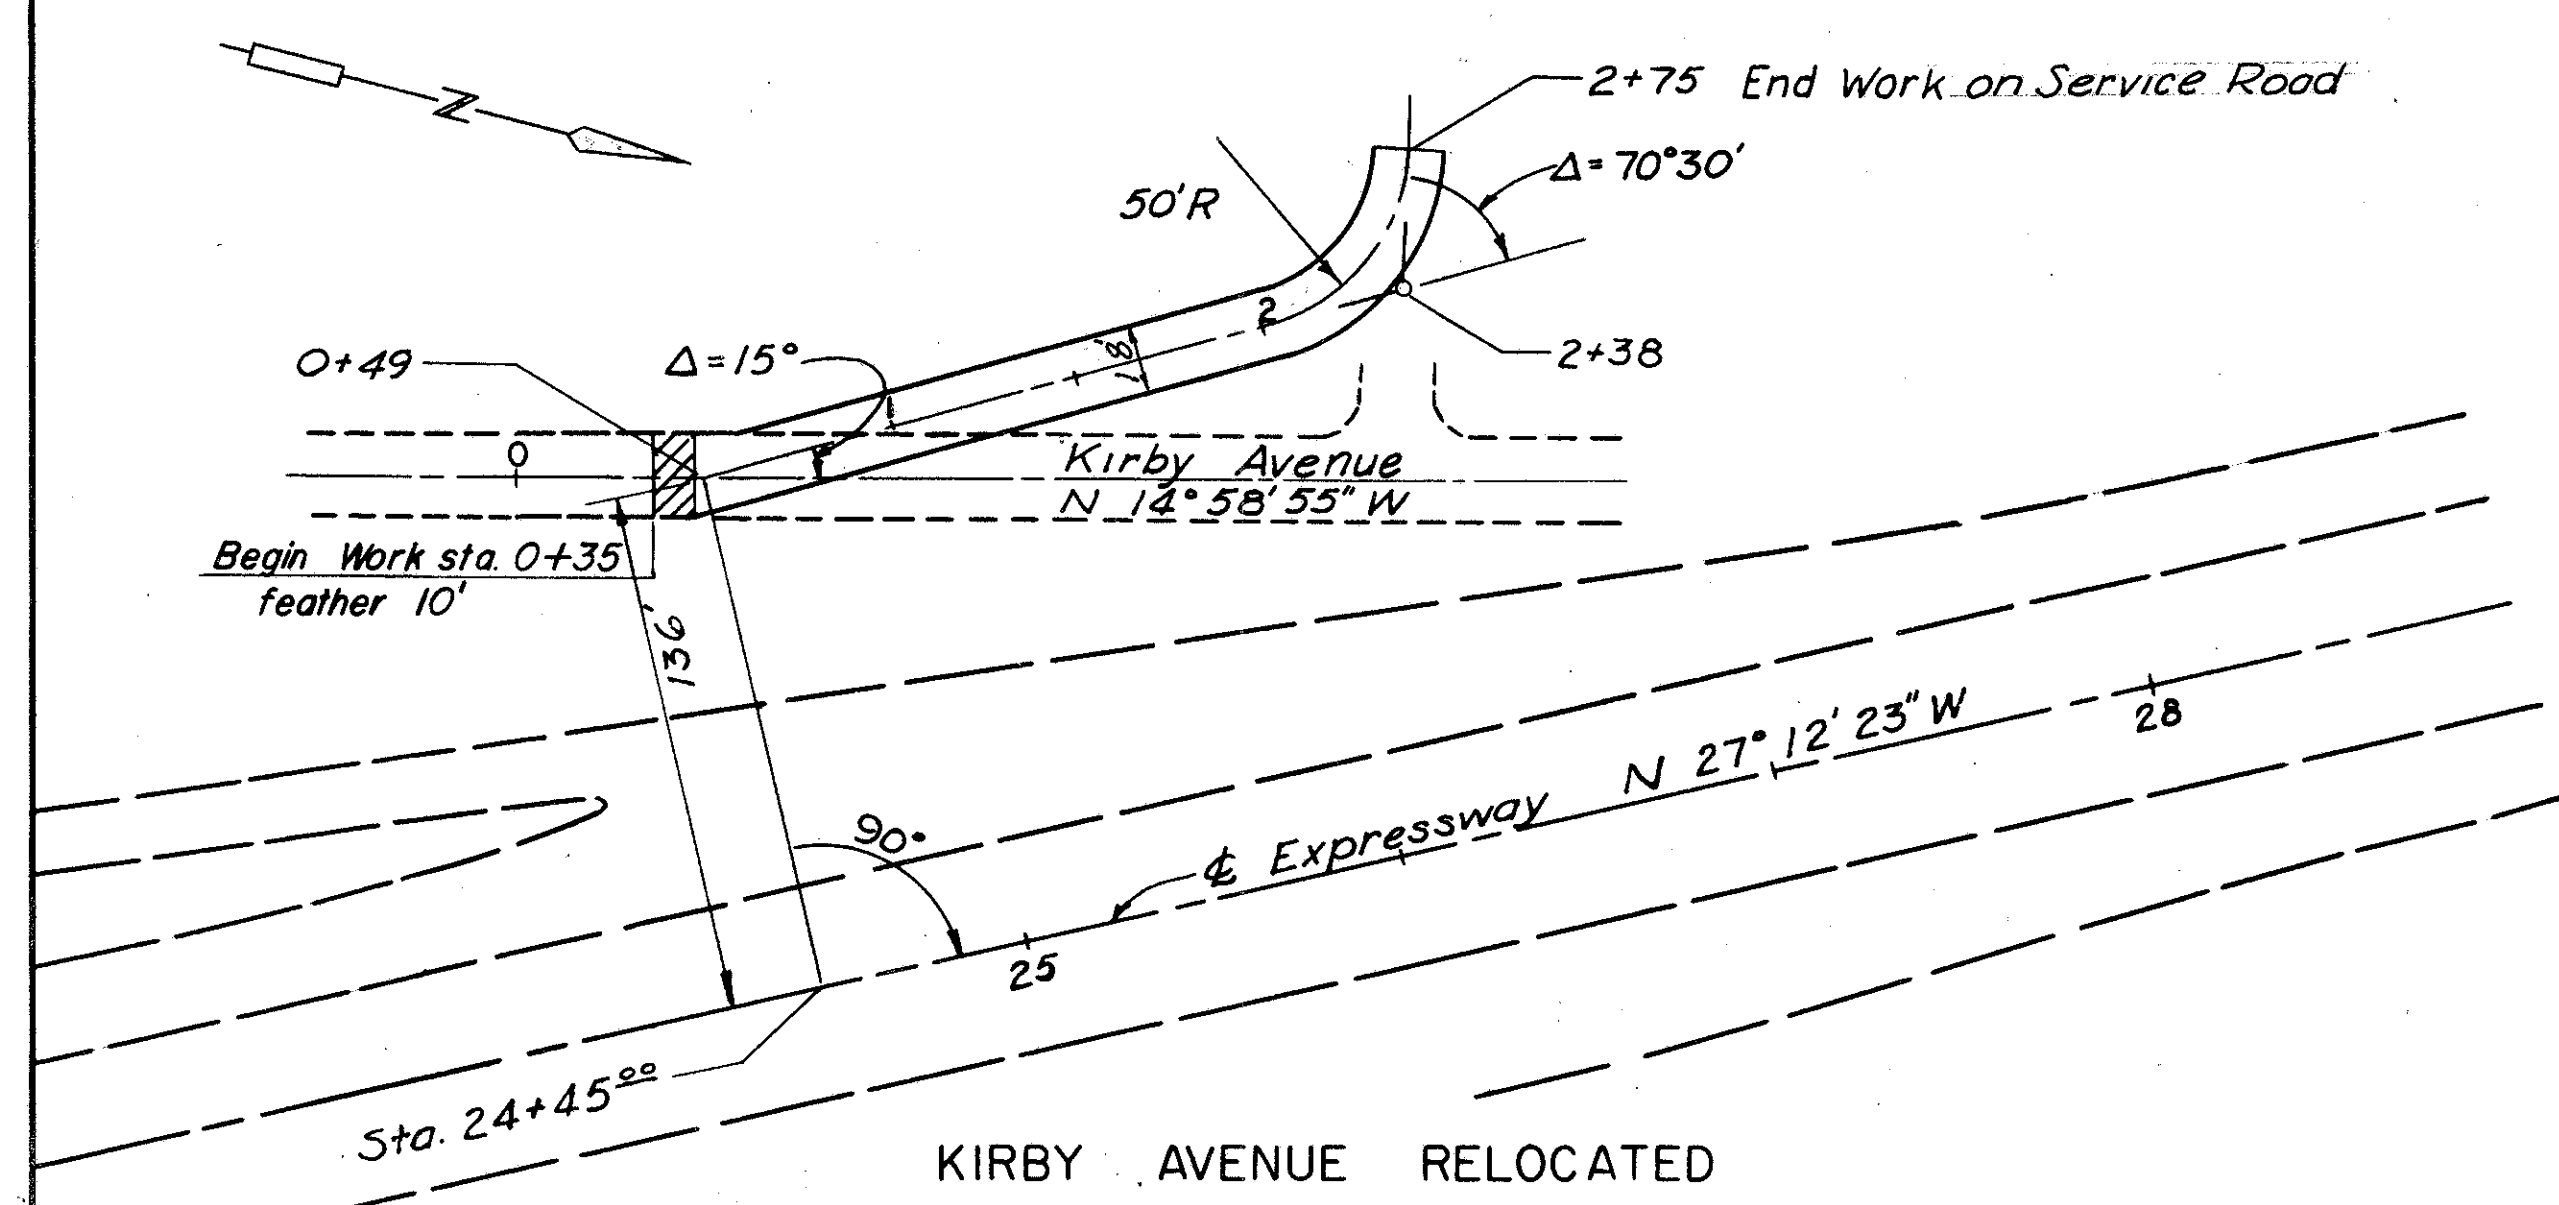 N
2+75 End Work on Service Road
Δ=70°30'
50'R
2
2+38
18'
0+49
Δ=15°
1
0
Kirby Avenue
N 14°58'55" W
Begin Work sta. 0+35
feather 10'
136'
90°
℄ Expressway N 27°12'23" W
28
25
Sta. 24+45⁰⁰
KIRBY AVENUE RELOCATED